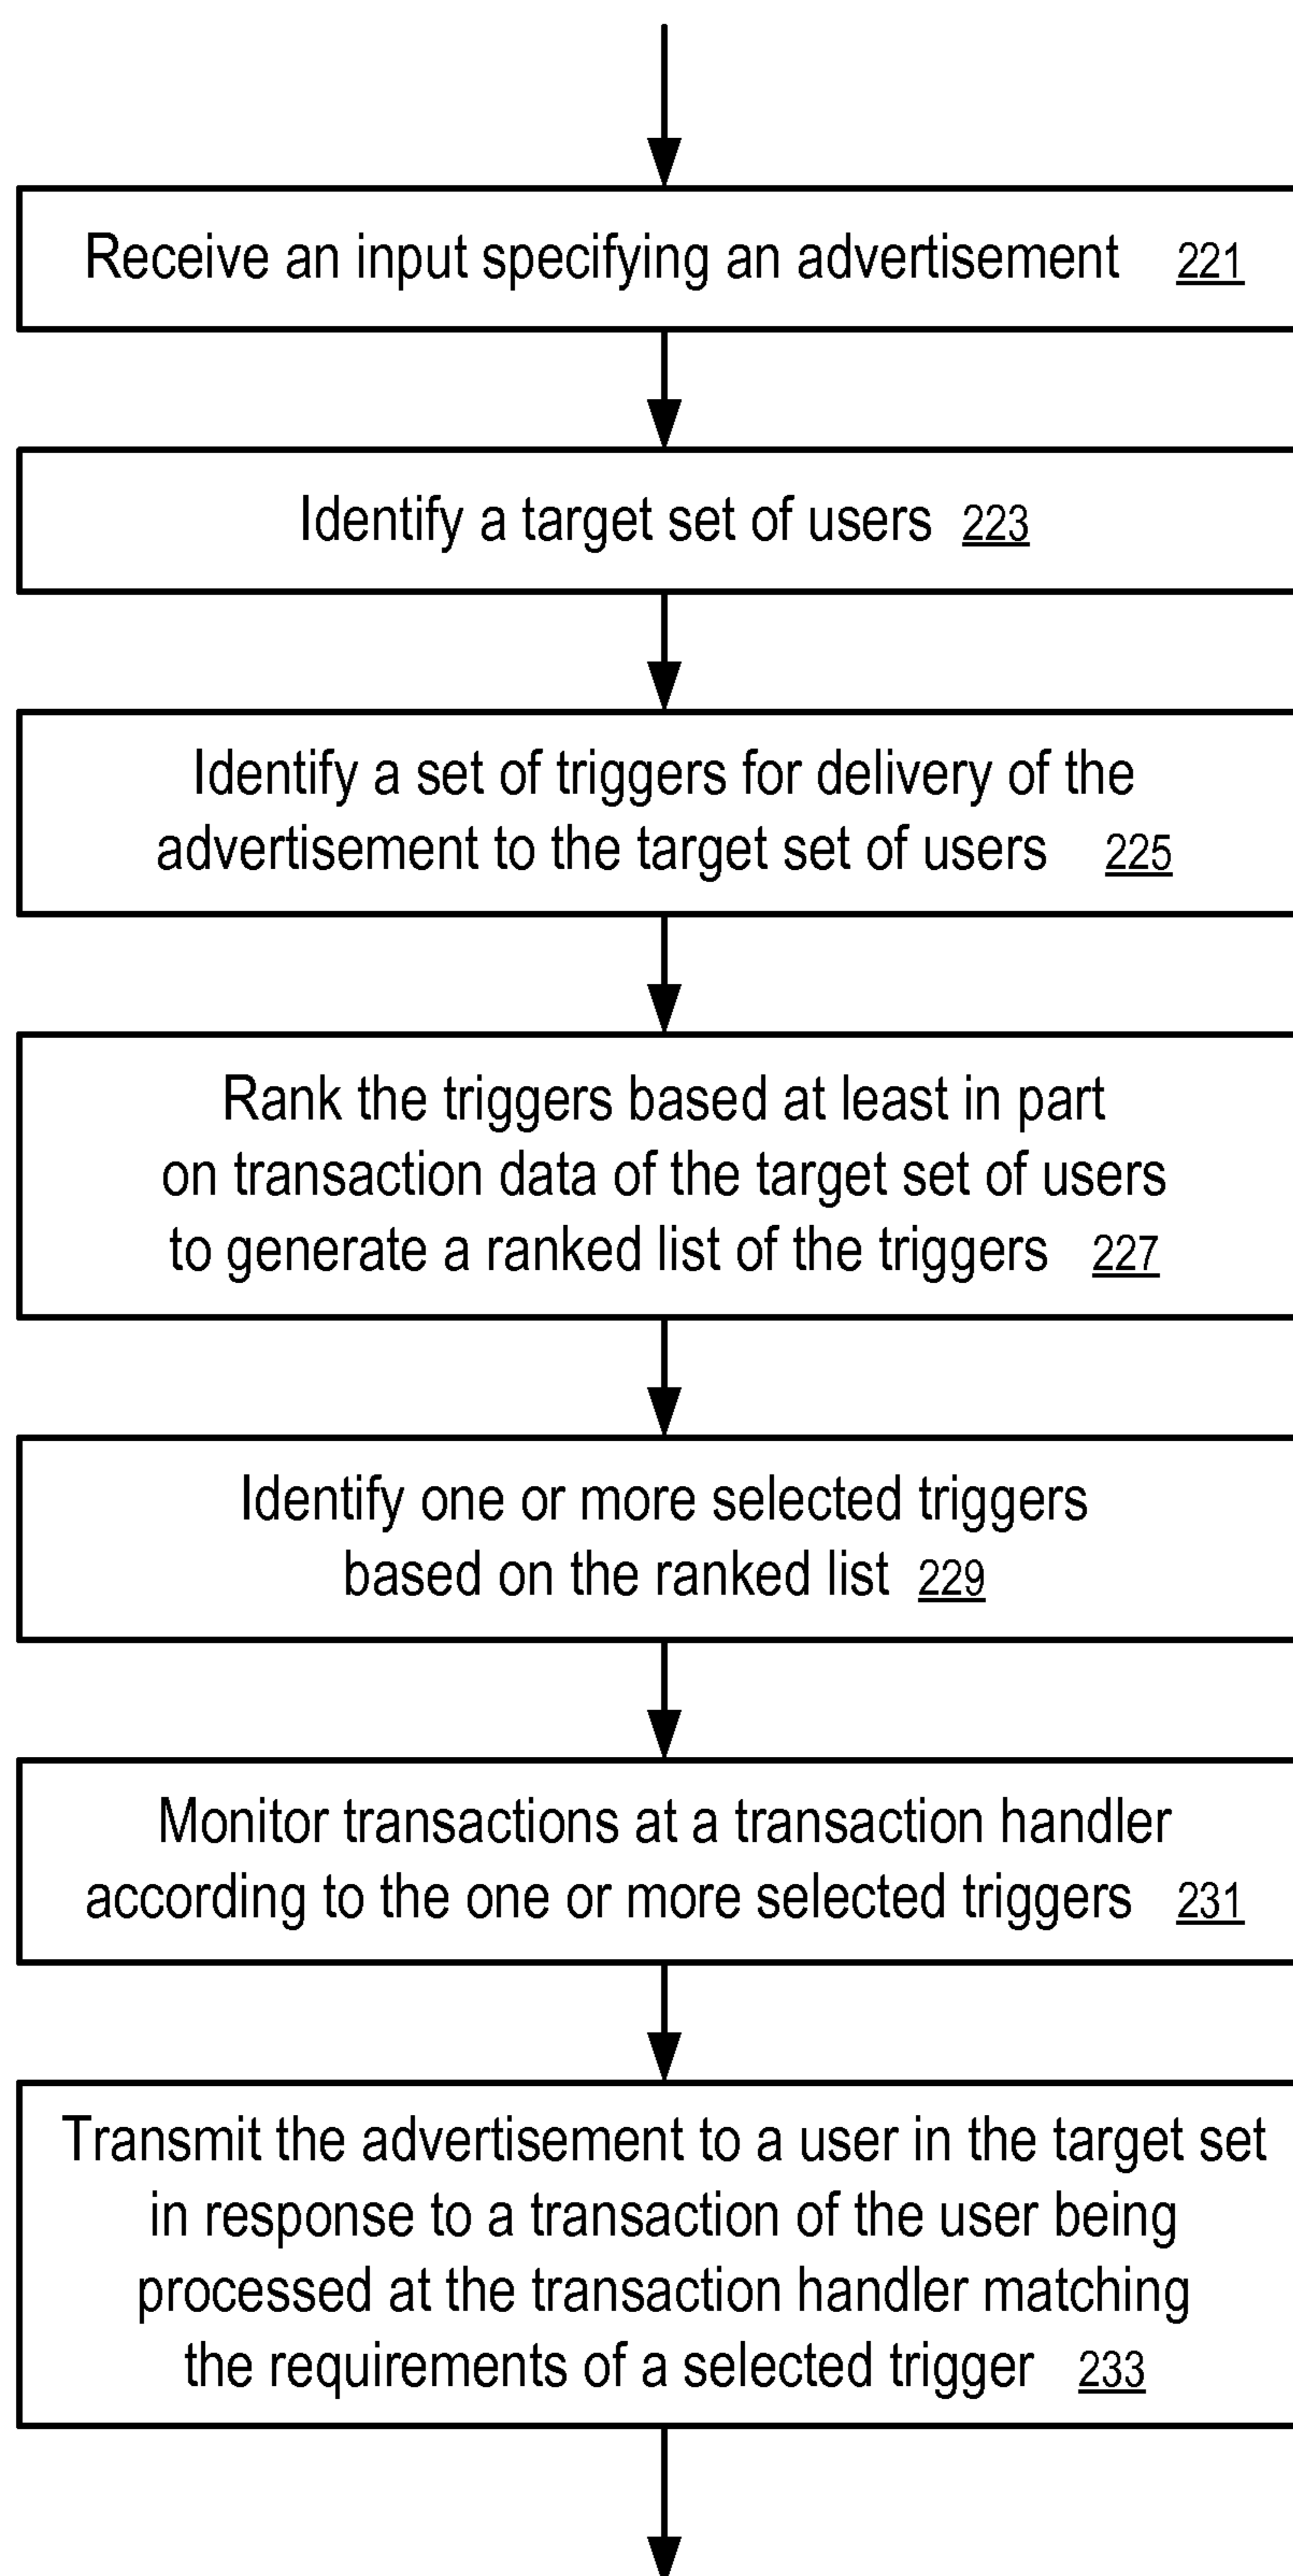 Receive an input specifying an advertisement 221
Identify a target set of users 223
Identify a set of triggers for delivery of the
advertisement to the target set of users 225
Rank the triggers based at least in part
on transaction data of the target set of users
to generate a ranked list of the triggers 227
Identify one or more selected triggers
based on the ranked list 229
Monitor transactions at a transaction handler
according to the one or more selected triggers 231
Transmit the advertisement to a user in the target set
in response to a transaction of the user being
processed at the transaction handler matching
the requirements of a selected trigger 233